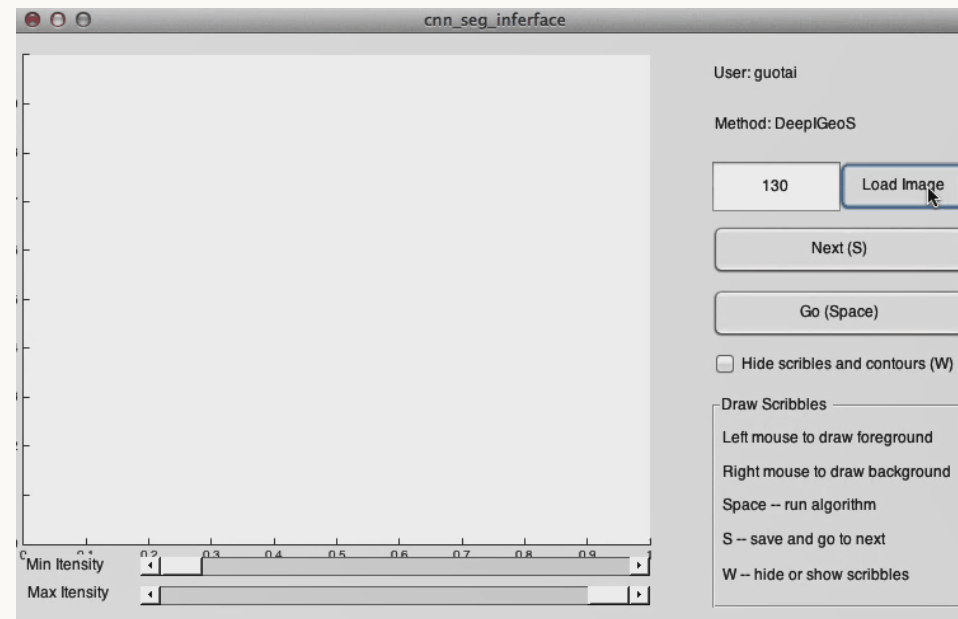 cnn_seg_inferface
User: guotai
Method: DeepIGeoS
130 Load Image
Next (S)
Go (Space)
Hide scribles and contours (W)
Draw Scribbles
Left mouse to draw foreground
Right mouse to draw background
Space -- run algorithm
S -- save and go to next
W -- hide or show scribbles
0.2 0.3 0.4 0.5 0.6 0.7 0.8 0.9
Min Itensity
Max Itensity